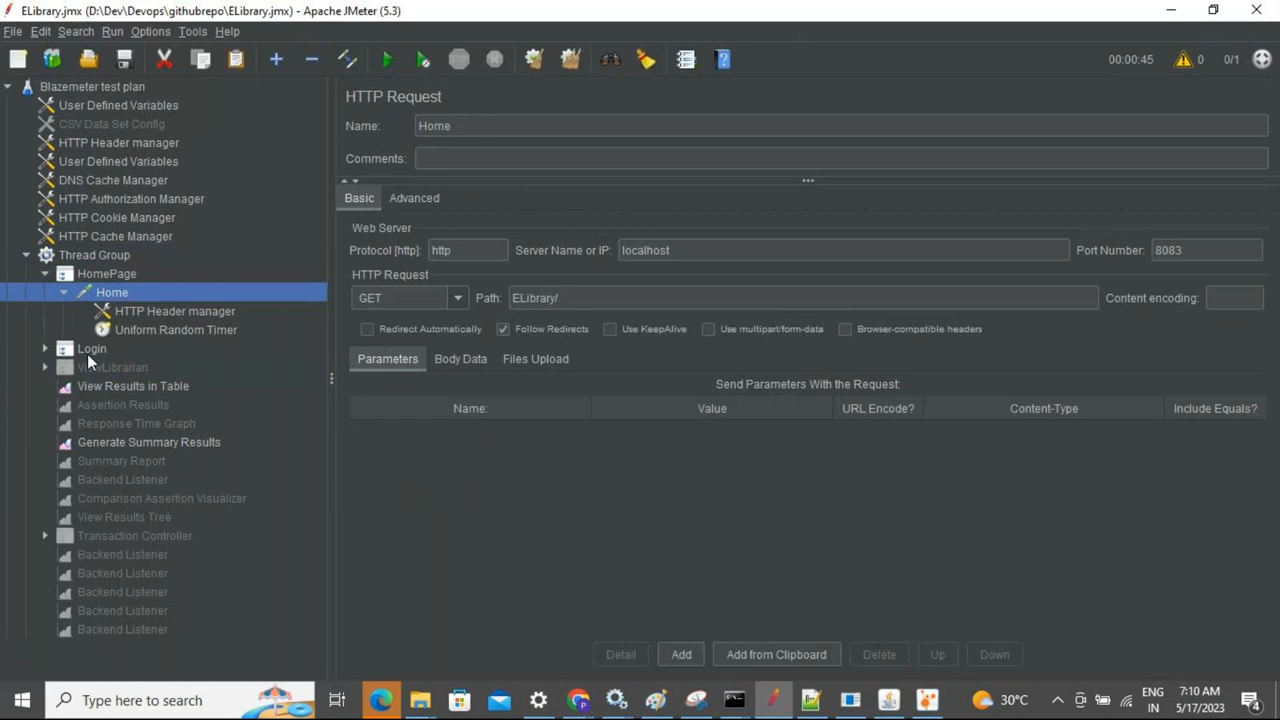 ELibrary.jmx (D:\Dev\Devops\githubrepo\ELibrary.jmx) - Apache JMeter (5.3)
File Edit Search Run Options Tools Help
00:00:45 0 0/1
Blazemeter test plan
User Defined Variables
CSV Data Set Config
HTTP Header manager
User Defined Variables
DNS Cache Manager
HTTP Authorization Manager
HTTP Cookie Manager
HTTP Cache Manager
Thread Group
HomePage
Home
HTTP Header manager
Uniform Random Timer
Login
View Results in Table
Assertion Results
Response Time Graph
Generate Summary Results
Summary Report
Backend Listener
Comparison Assertion Visualizer
View Results Tree
Transaction Controller
Backend Listener
Backend Listener
Backend Listener
Backend Listener
Backend Listener
HTTP Request
Name: Home
Comments:
Basic Advanced
Web Server
Protocol [http]: http Server Name or IP: localhost Port Number: 8083
HTTP Request
GET Path: ELibrary/ Content encoding:
Redirect Automatically Follow Redirects Use KeepAlive Use multipart/form-data Browser-compatible headers
Parameters Body Data Files Upload
Send Parameters With the Request:
Name: Value URL Encode? Content-Type Include Equals?
Detail Add Add from Clipboard Delete Up Down
Type here to search
30°C
ENG
IN
7:10 AM
5/17/2023
4